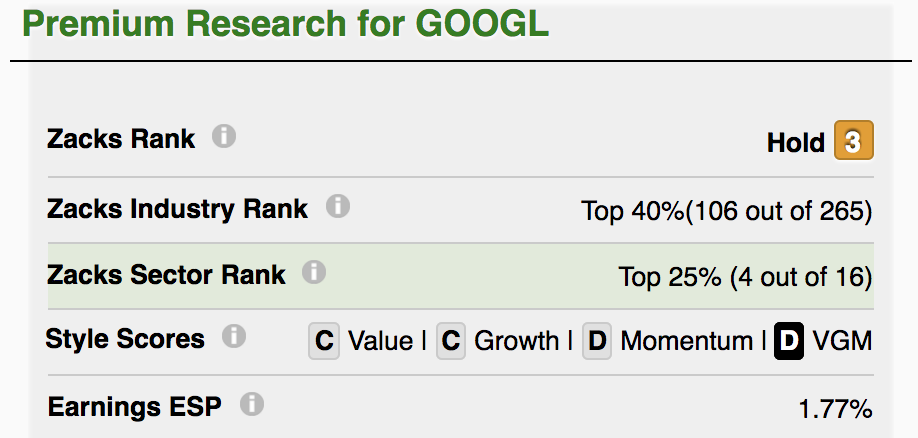 Premium Research for GOOGL
Zacks Rank i Hold 3
Zacks Industry Rank i Top 40%(106 out of 265)
Zacks Sector Rank i Top 25% (4 out of 16)
Style Scores i C Value | C Growth | D Momentum | D VGM
Earnings ESP i 1.77%